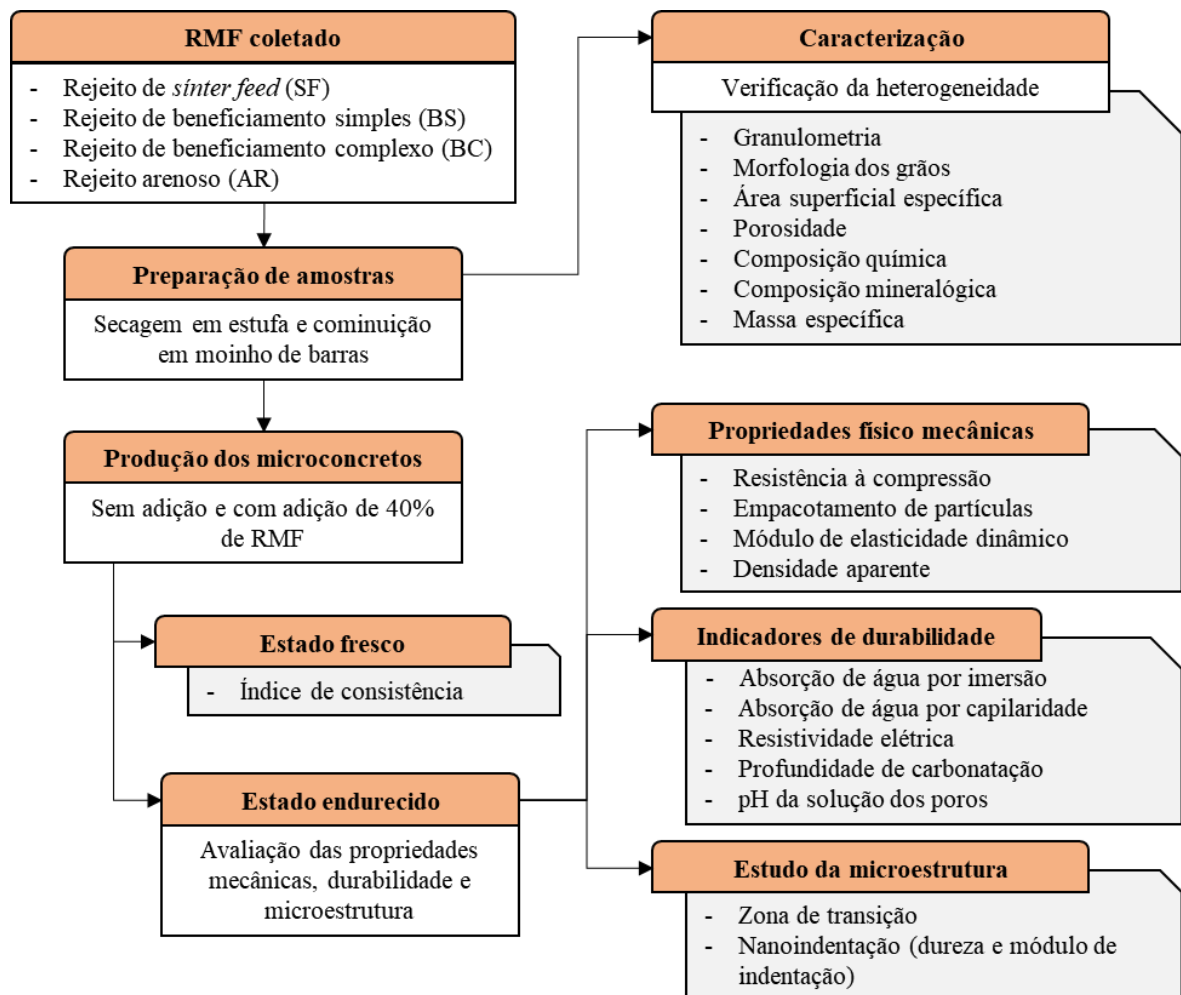 RMF coletado
- Rejeito de sínter feed (SF)
- Rejeito de beneficiamento simples (BS)
- Rejeito de beneficiamento complexo (BC)
- Rejeito arenoso (AR)
Caracterização
Verificação da heterogeneidade
- Granulometria
- Morfologia dos grãos
- Área superficial específica
- Porosidade
- Composição química
- Composição mineralógica
- Massa específica
Preparação de amostras
Secagem em estufa e cominuição
em moinho de barras
Produção dos microconcretos
Sem adição e com adição de 40%
de RMF
Estado fresco
- Índice de consistência
Estado endurecido
Avaliação das propriedades
mecânicas, durabilidade e
microestrutura
Propriedades físico mecânicas
- Resistência à compressão
- Empacotamento de partículas
- Módulo de elasticidade dinâmico
- Densidade aparente
Indicadores de durabilidade
- Absorção de água por imersão
- Absorção de água por capilaridade
- Resistividade elétrica
- Profundidade de carbonatação
- pH da solução dos poros
Estudo da microestrutura
- Zona de transição
- Nanoindentação (dureza e módulo de
indentação)